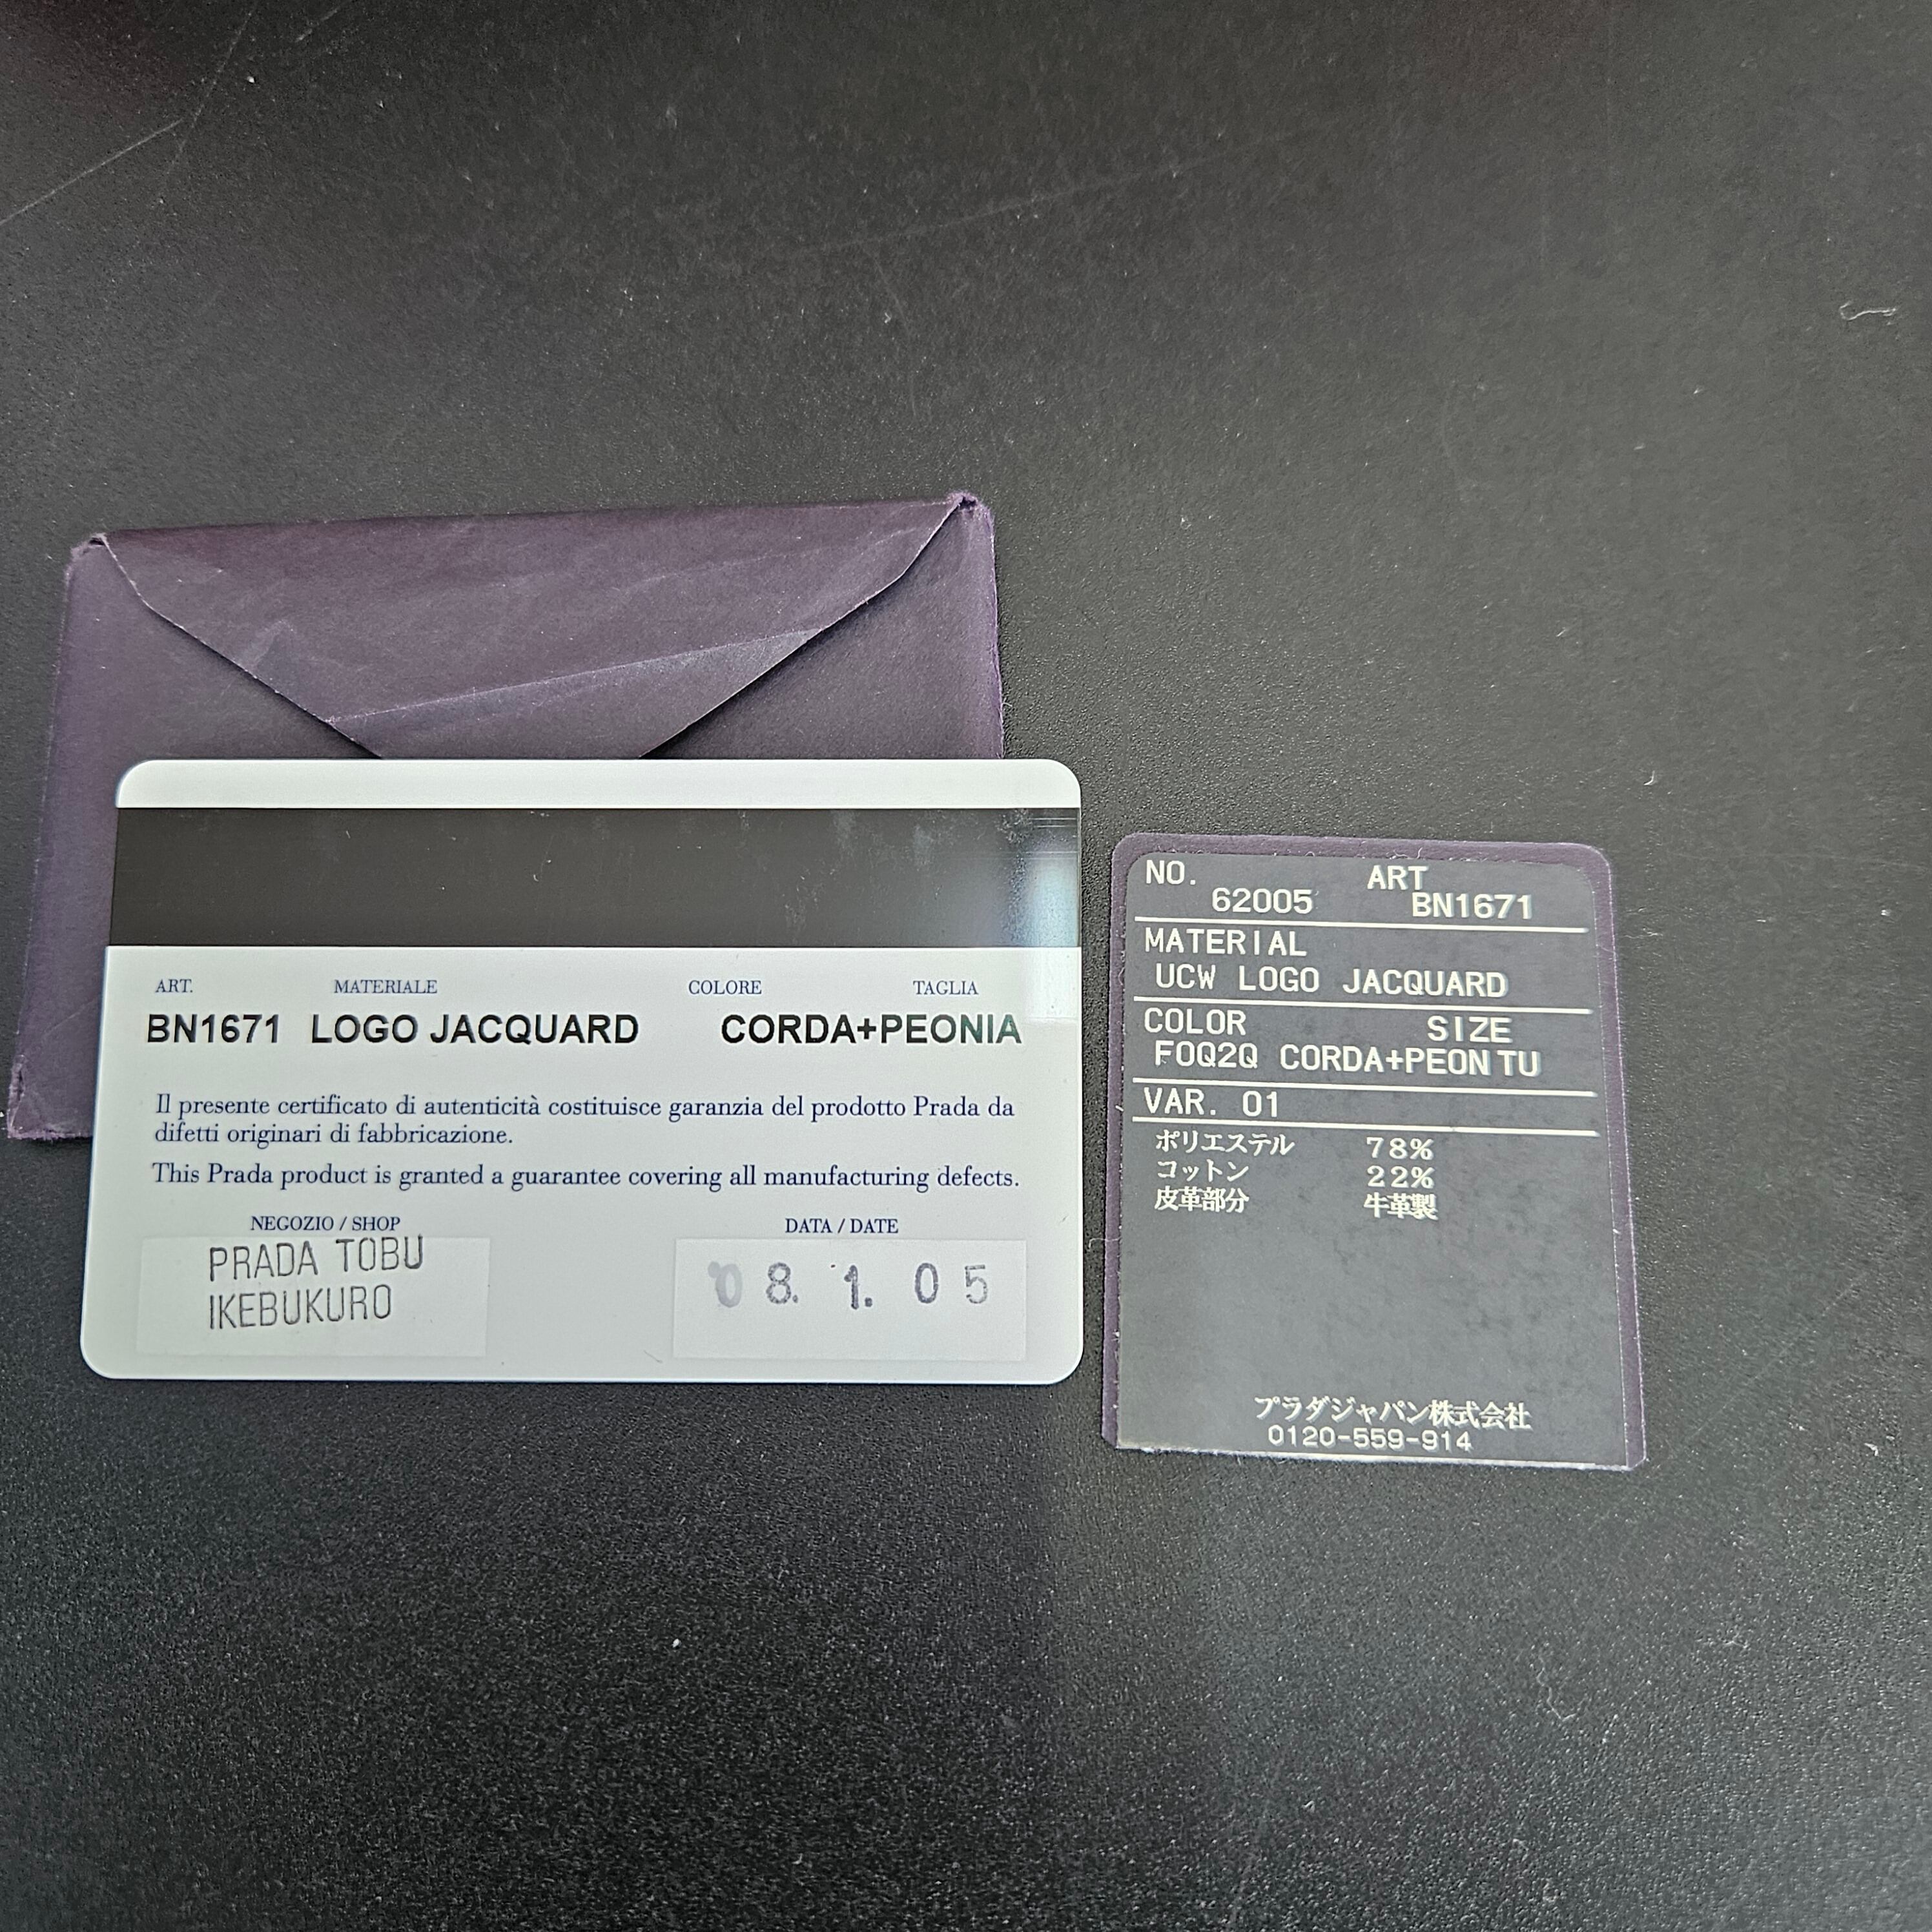 ART. MATERIALE COLORE TAGLIA
BN1671 LOGO JACQUARD CORDA+PEONIA
Il presente certificato di autenticità costituisce garanzia del prodotto Prada da
difetti originari di fabbricazione.
This Prada product is granted a guarantee covering all manufacturing defects.
NEGOZIO / SHOP DATA / DATE
PRADA TOBU
IKEBUKURO
'08. 1. 05
NO. ART
62005 BN1671
MATERIAL
UCW LOGO JACQUARD
COLOR SIZE
F0Q2Q CORDA+PEON TU
VAR. 01
ポリエステル 78%
コットン 22%
皮革部分 牛革製
プラダジャパン株式会社
0120-559-914